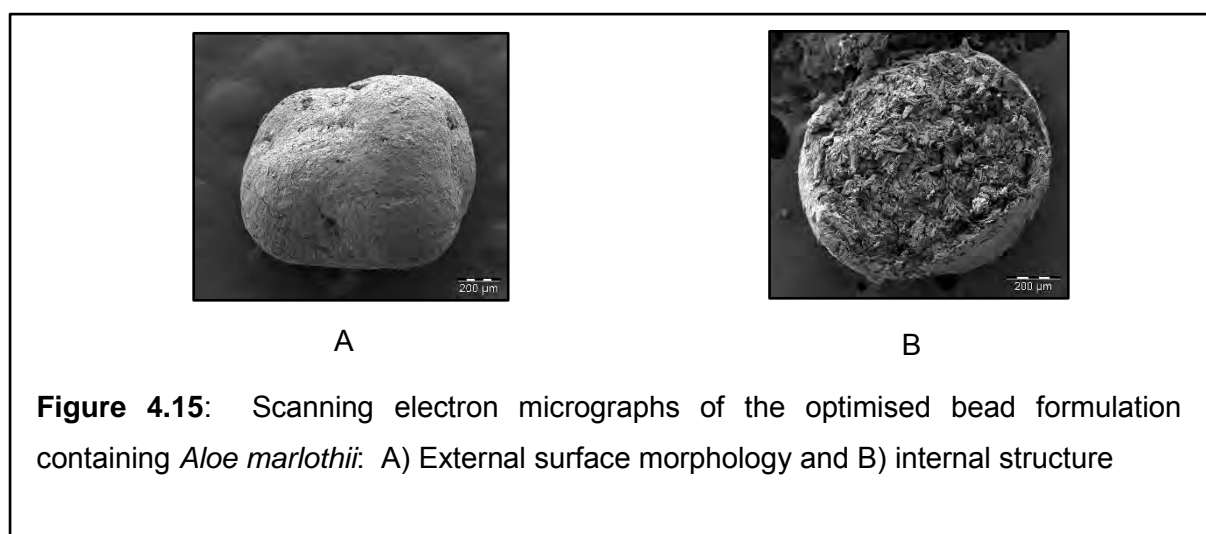 200 µm
200 µm
A
B
Figure 4.15: Scanning electron micrographs of the optimised bead formulation
containing Aloe marlothii: A) External surface morphology and B) internal structure